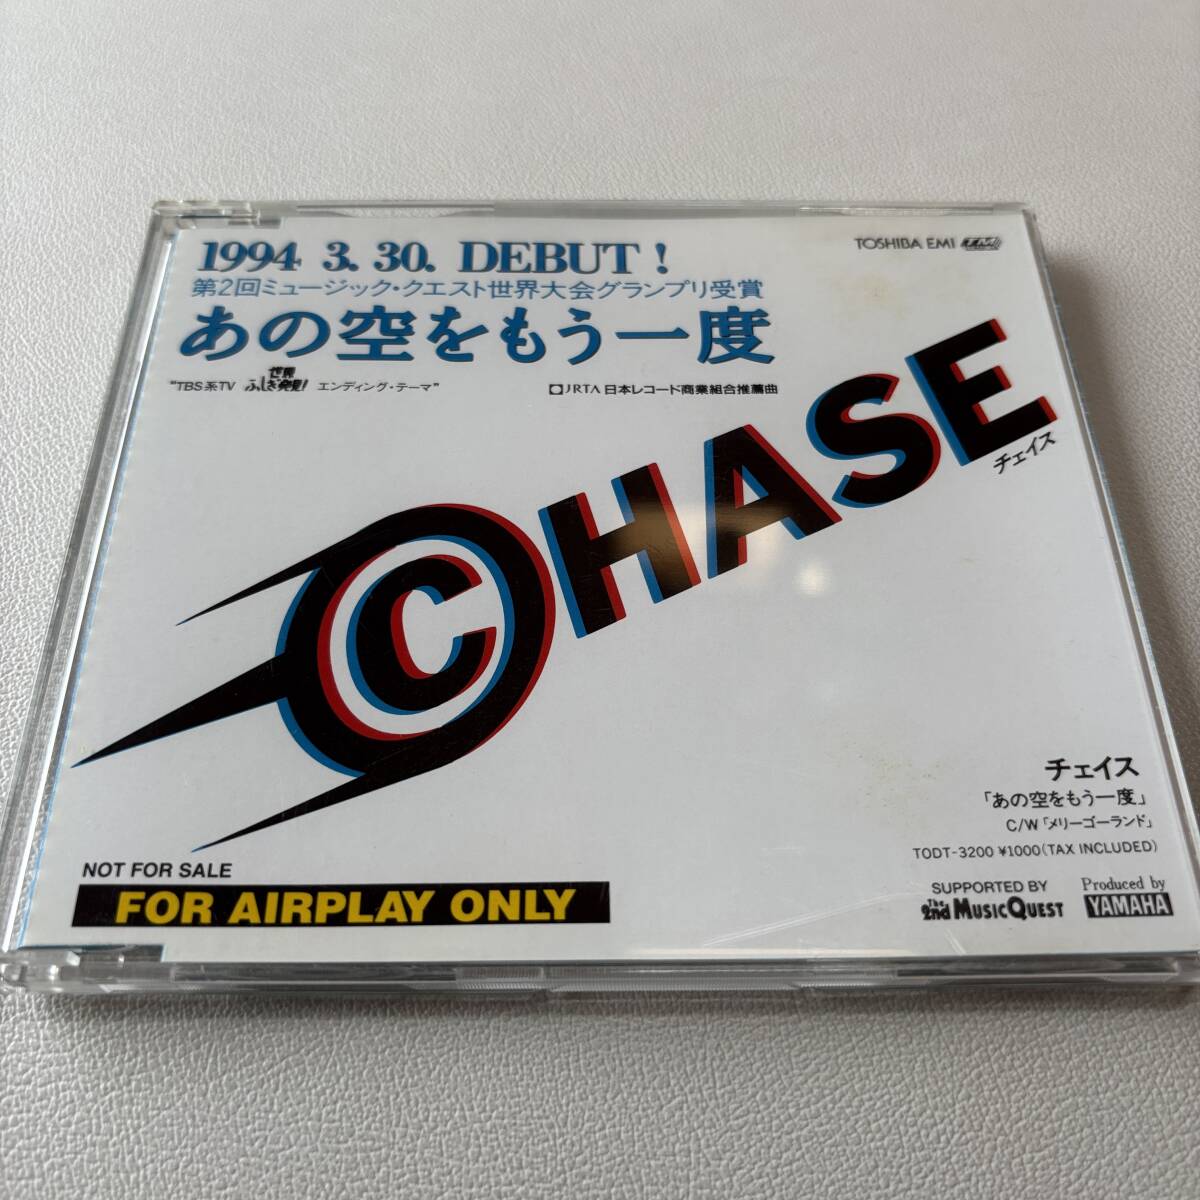 1994 3. 30. DEBUT !
TOSHIBA EMI
第2回ミュージック・クエスト世界大会グランプリ受賞
あの空をもう一度
"TBS系TV 世界ふしぎ発見! エンディング・テーマ"
JRTA 日本レコード商業組合推薦曲
CHASE
チェイス
チェイス
「あの空をもう一度」
C/W「メリーゴーランド」
TODT-3200 ¥1000(TAX INCLUDED)
NOT FOR SALE
FOR AIRPLAY ONLY
SUPPORTED BY
The 2nd MUSIC QUEST
Produced by
YAMAHA